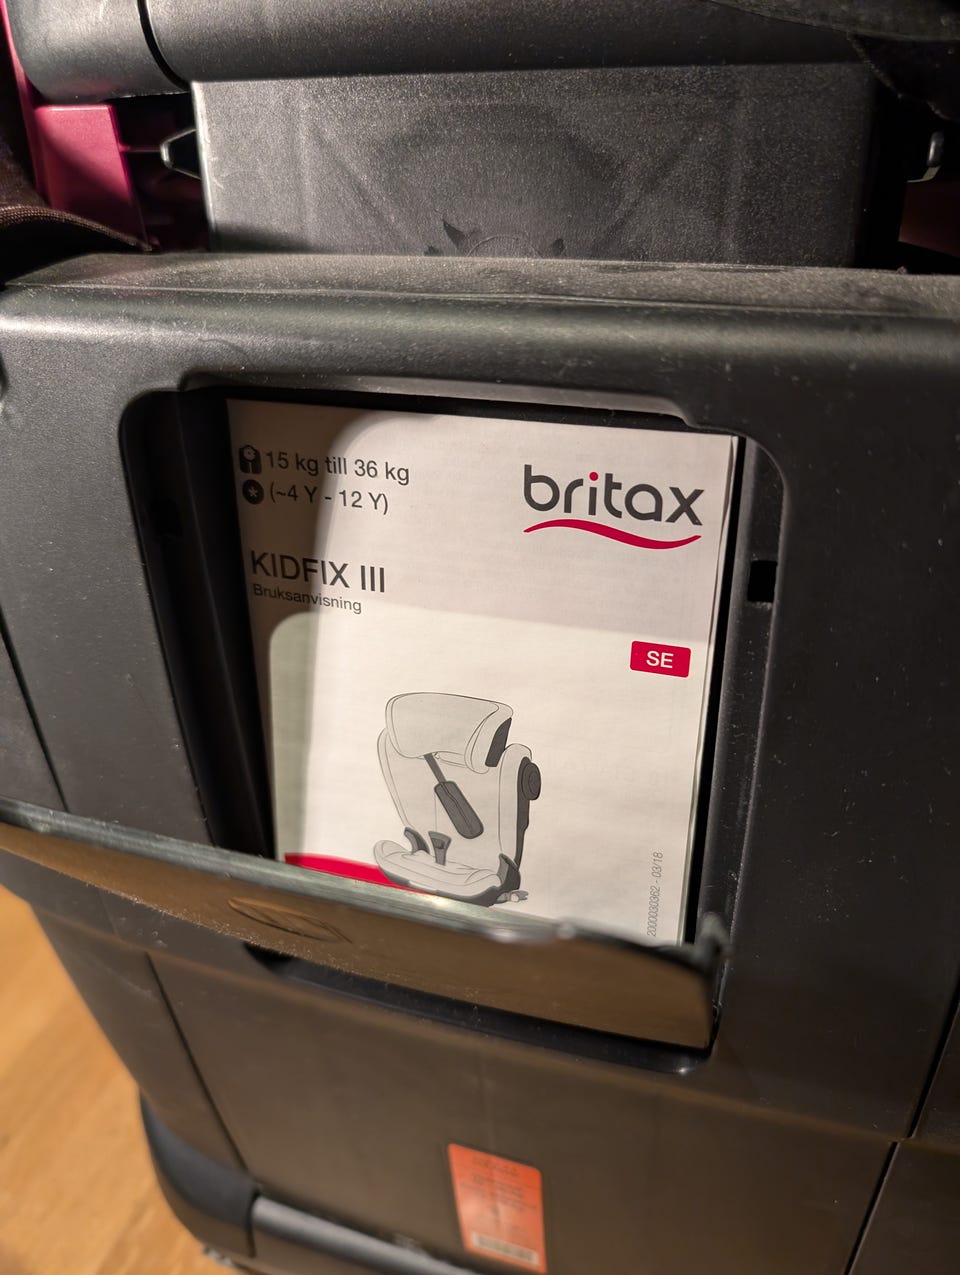 15 kg till 36 kg
(~4 Y - 12 Y)
britax
KIDFIX III
Bruksanvisning
SE
2000030362 - 03/18